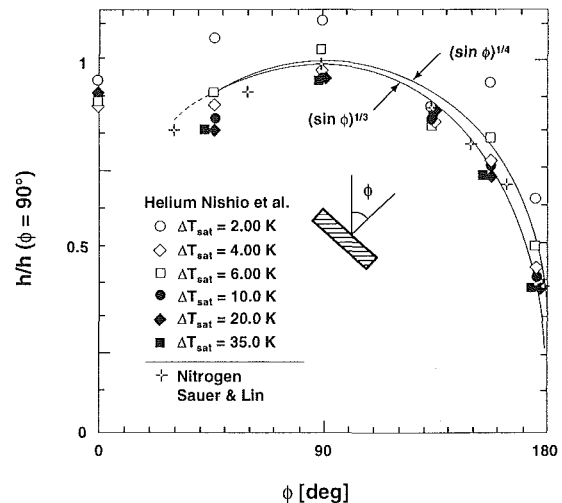 1
0.5
0
h/h (ϕ = 90°)
(sin ϕ)^1/4
(sin ϕ)^1/3
ϕ
Helium Nishio et al.
ΔT_sat = 2.00 K
ΔT_sat = 4.00 K
ΔT_sat = 6.00 K
ΔT_sat = 10.0 K
ΔT_sat = 20.0 K
ΔT_sat = 35.0 K
Nitrogen
Sauer & Lin
0
90
180
ϕ [deg]